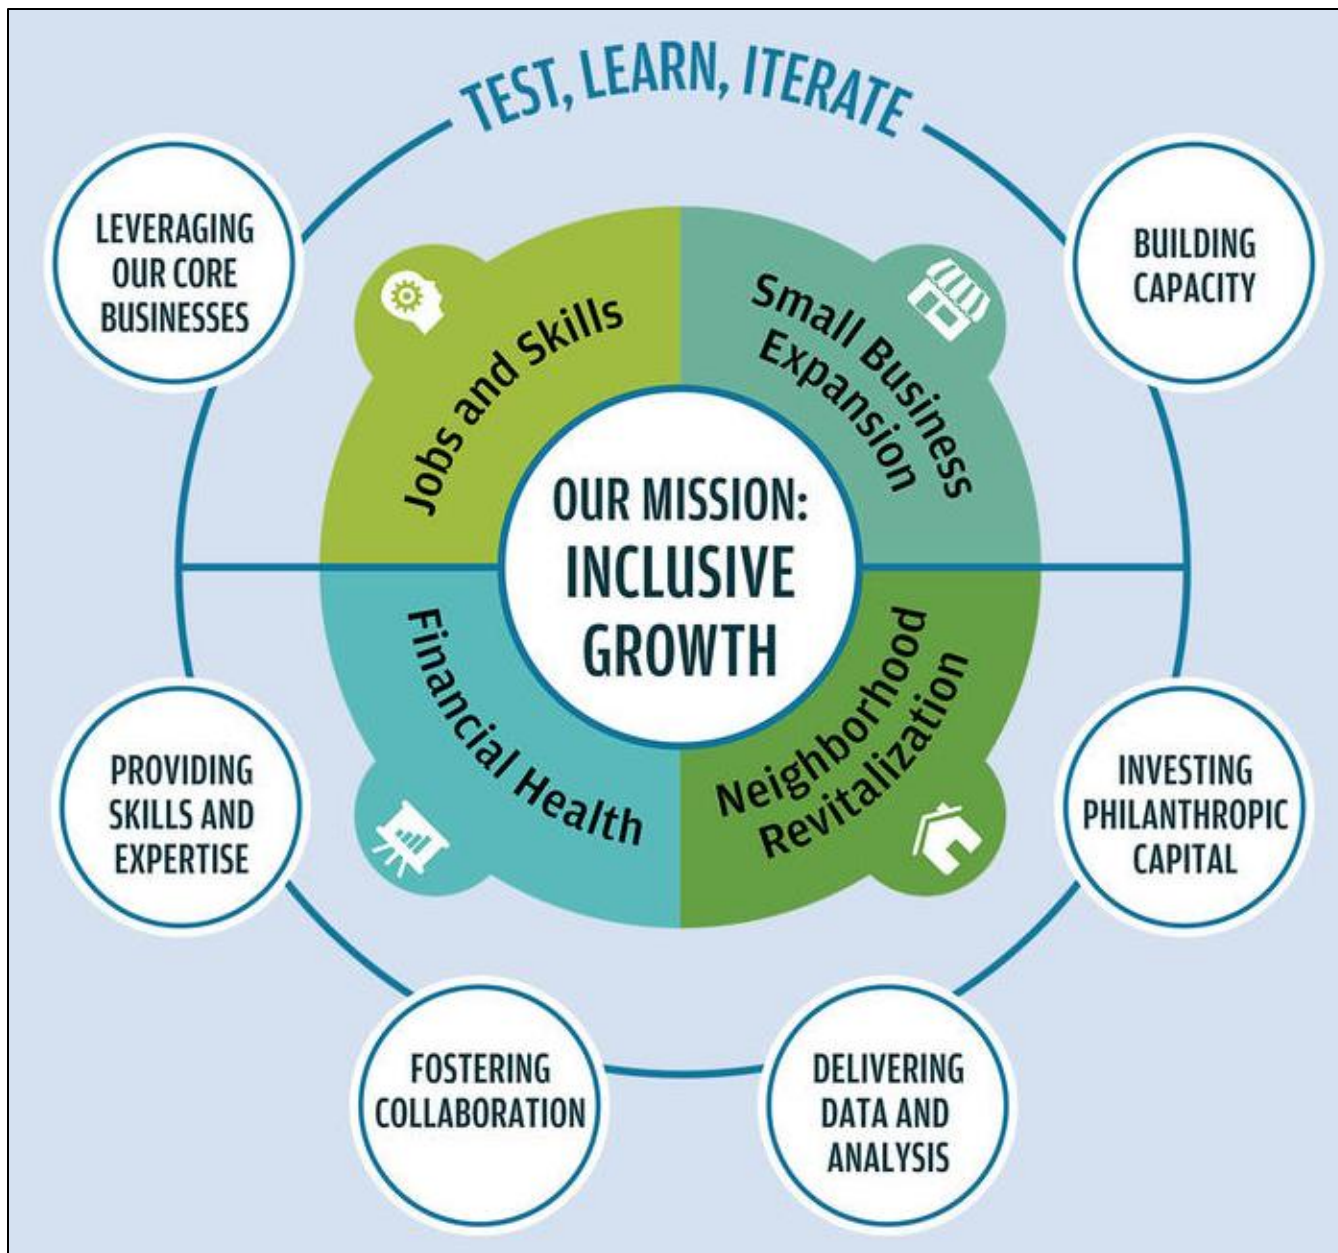 TEST, LEARN, ITERATE
LEVERAGING
OUR CORE
BUSINESSES
BUILDING
CAPACITY
Jobs and Skills
Small Business
Expansion
OUR MISSION:
INCLUSIVE
GROWTH
Financial Health
Neighborhood
Revitalization
PROVIDING
SKILLS AND
EXPERTISE
INVESTING
PHILANTHROPIC
CAPITAL
FOSTERING
COLLABORATION
DELIVERING
DATA AND
ANALYSIS